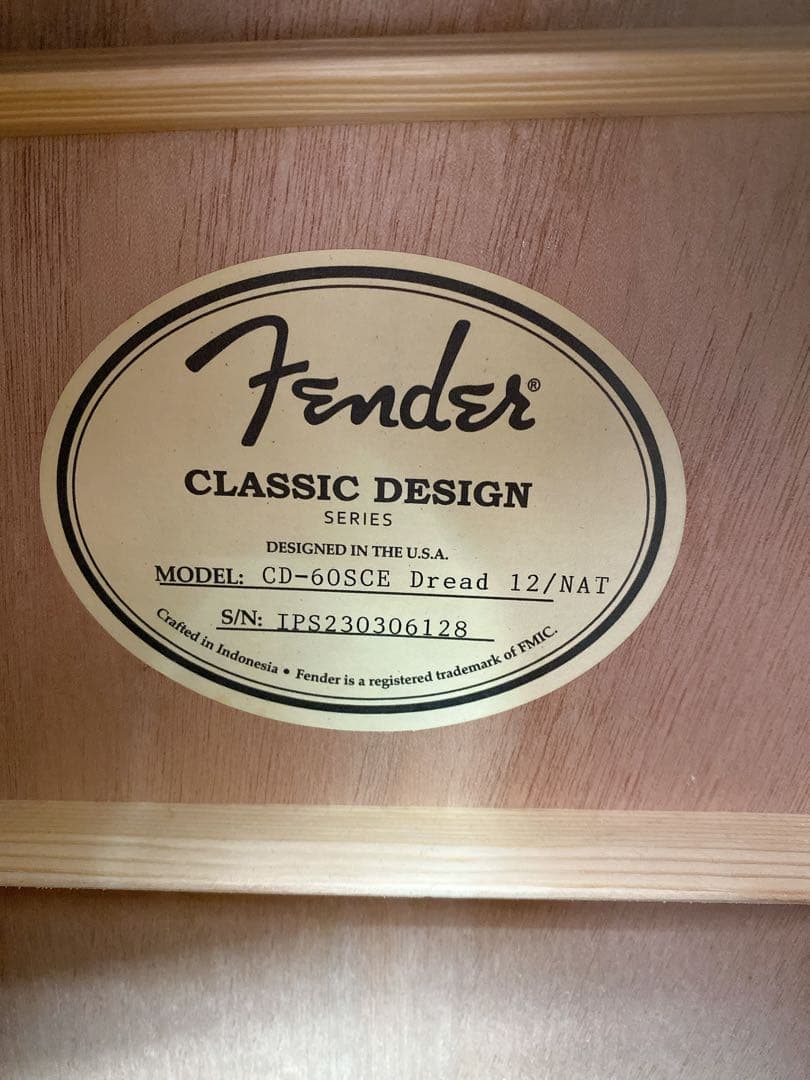 Fender®
CLASSIC DESIGN
SERIES
DESIGNED IN THE U.S.A.
MODEL: CD-60SCE Dread 12/NAT
S/N: IPS230306128
Crafted in Indonesia • Fender is a registered trademark of FMIC.